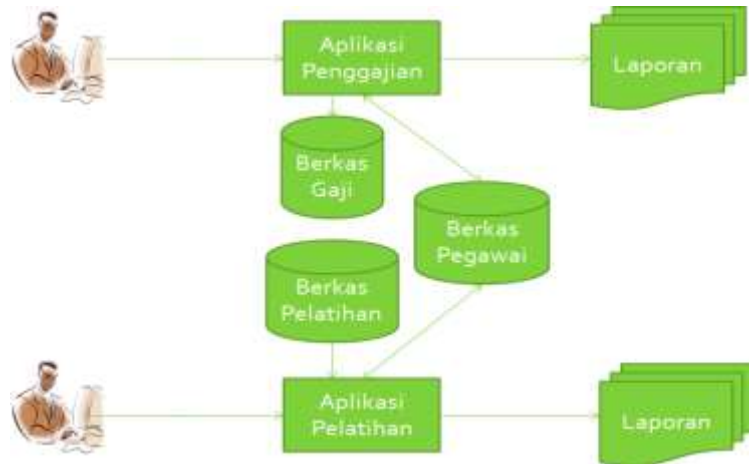 Aplikasi
Penggajian
Laporan
Berkas
Gaji
Berkas
Pegawai
Berkas
Pelatihan
Aplikasi
Pelatihan
Laporan